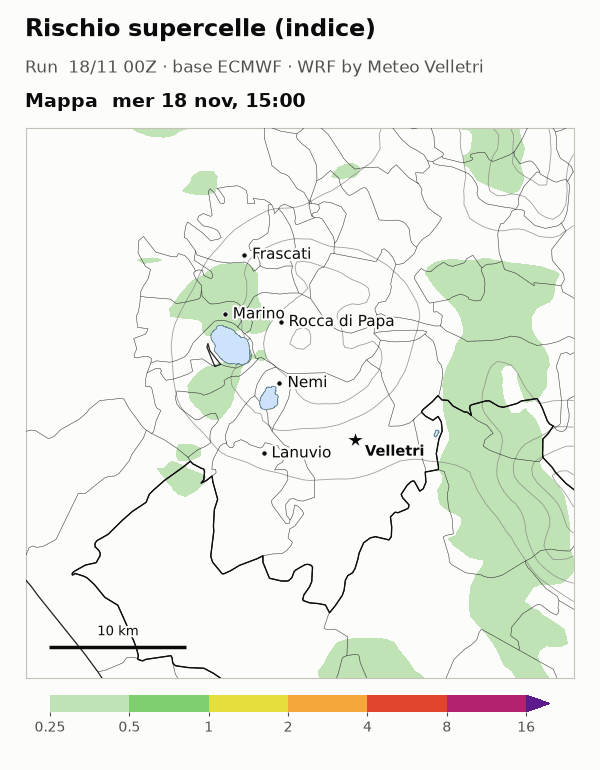 Rischio supercelle (indice)
Run  18/11 00Z · base ECMWF · WRF by Meteo Velletri
Mappa  mer 18 nov, 15:00
Frascati
Marino
Rocca di Papa
Nemi
Velletri
Lanuvio
10 km
0.25 0.5 1 2 4 8 16